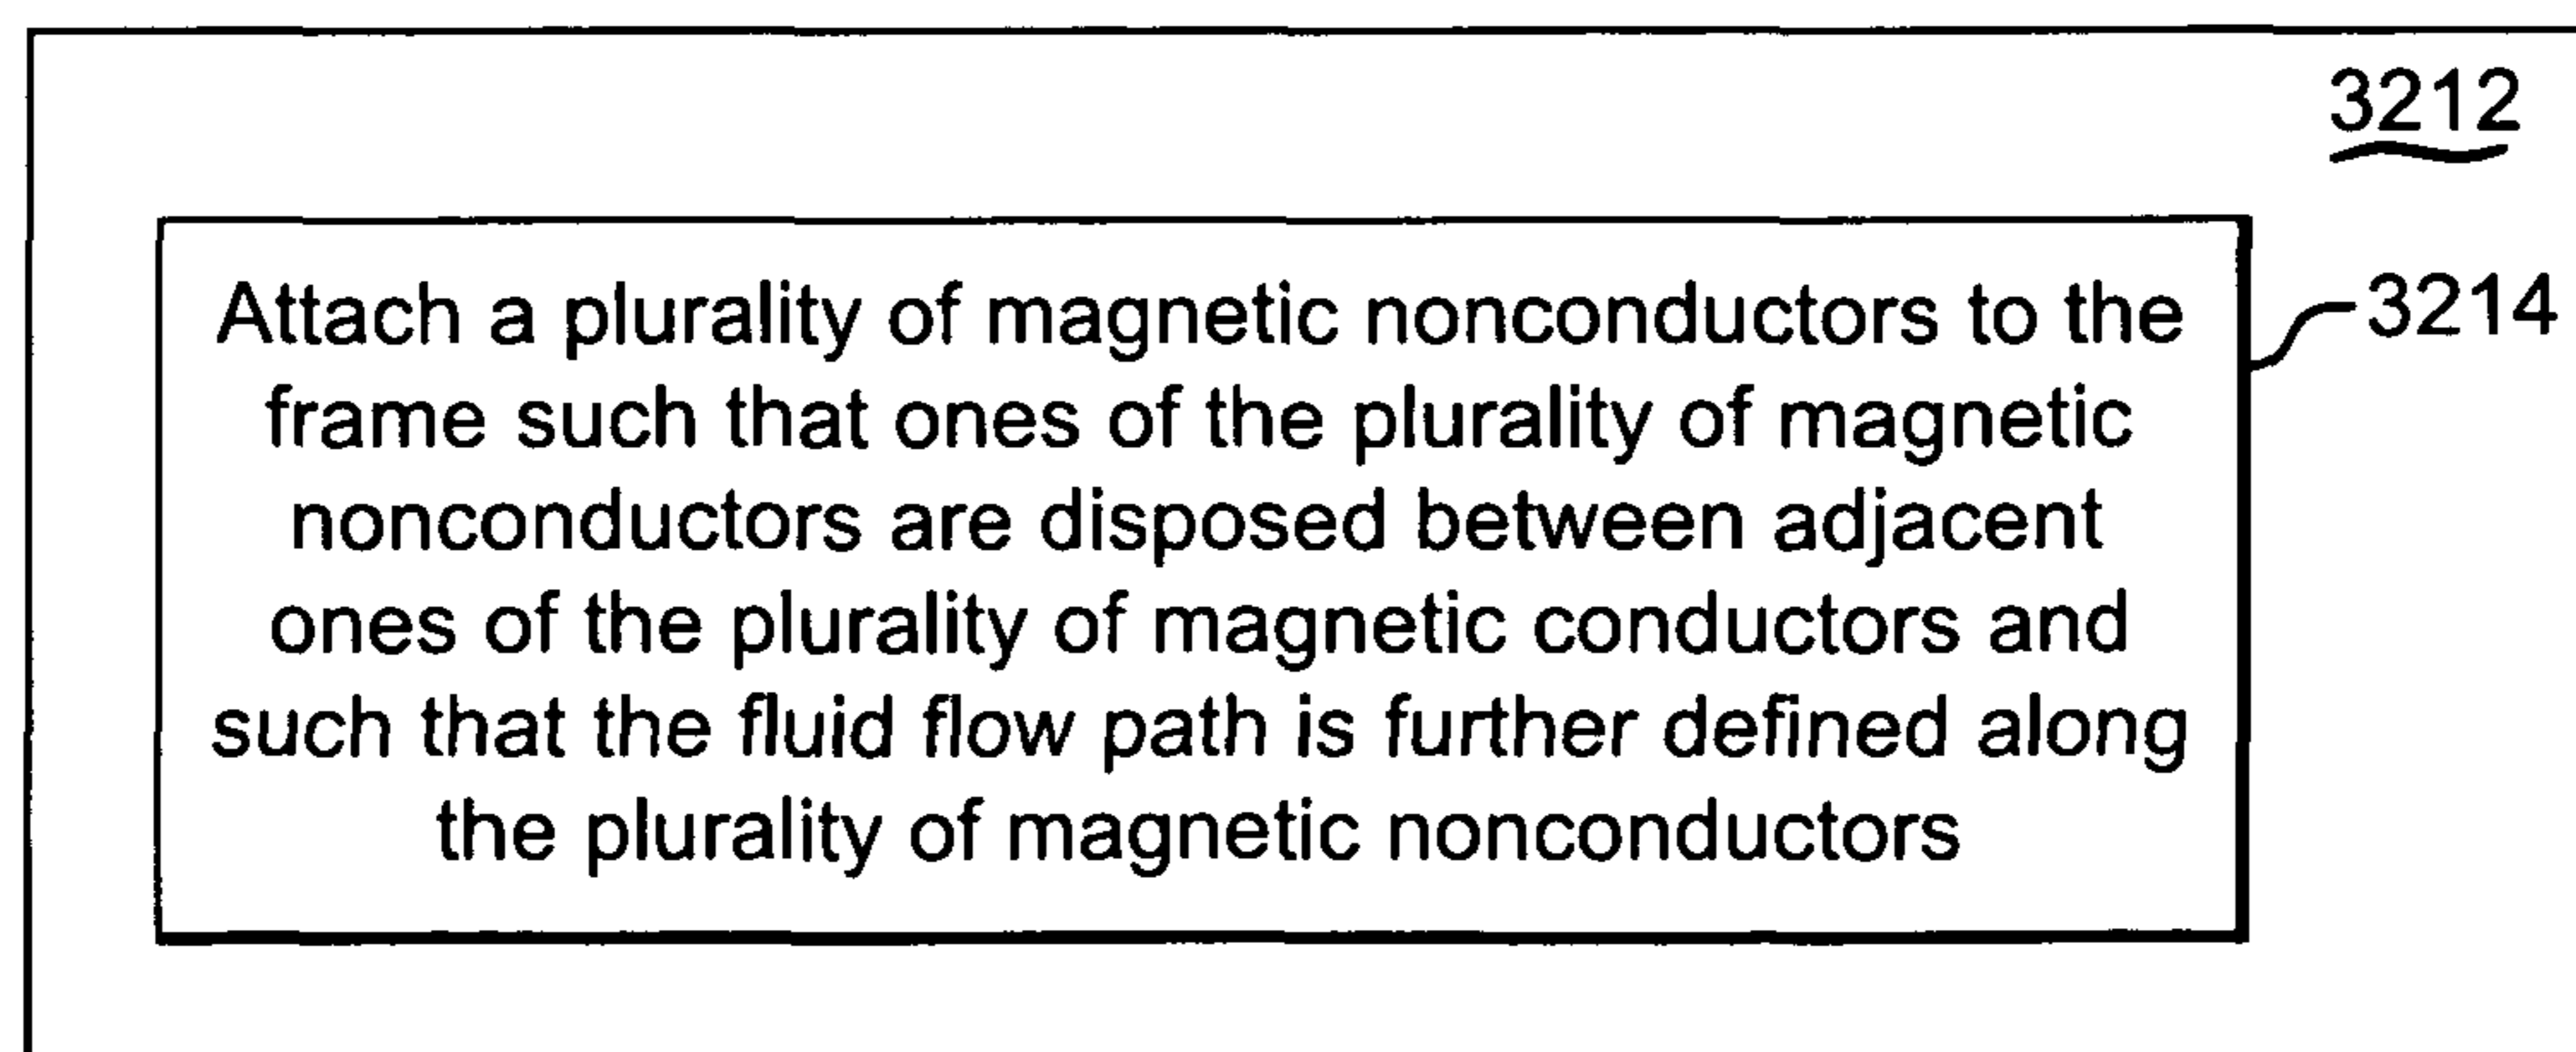 3212
Attach a plurality of magnetic nonconductors to the
frame such that ones of the plurality of magnetic
nonconductors are disposed between adjacent
ones of the plurality of magnetic conductors and
such that the fluid flow path is further defined along
the plurality of magnetic nonconductors
3214